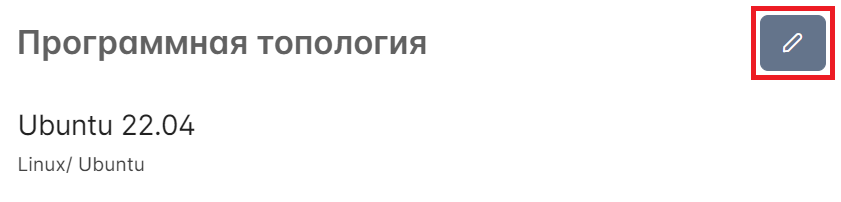 Программная топология
Ubuntu 22.04
Linux/ Ubuntu